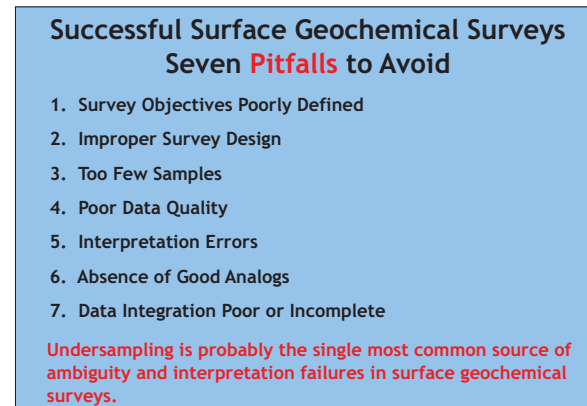 Successful Surface Geochemical Surveys
Seven Pitfalls to Avoid
1. Survey Objectives Poorly Defined
2. Improper Survey Design
3. Too Few Samples
4. Poor Data Quality
5. Interpretation Errors
6. Absence of Good Analogs
7. Data Integration Poor or Incomplete
Undersampling is probably the single most common source of
ambiguity and interpretation failures in surface geochemical
surveys.